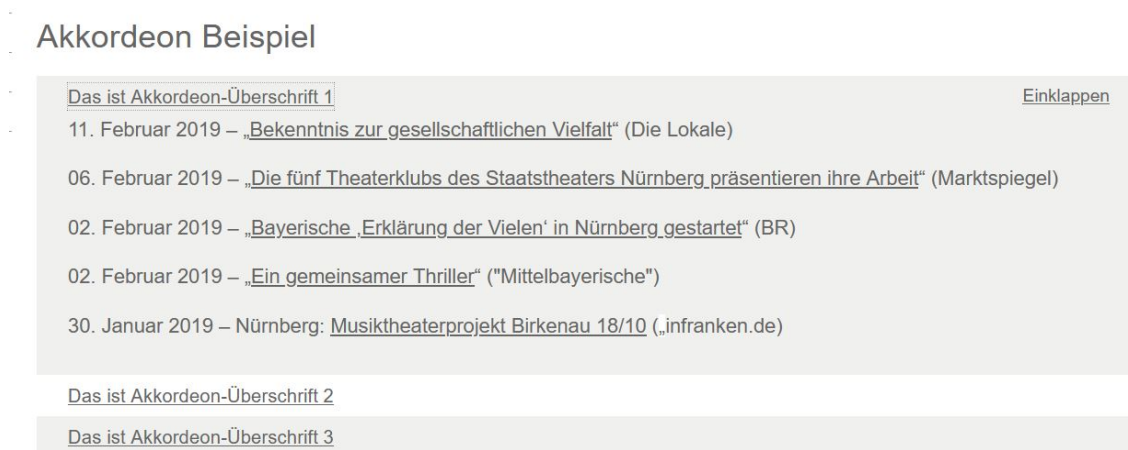 Akkordeon Beispiel
Das ist Akkordeon-Überschrift 1 Einklappen
11. Februar 2019 – „Bekenntnis zur gesellschaftlichen Vielfalt“ (Die Lokale)
06. Februar 2019 – „Die fünf Theaterklubs des Staatstheaters Nürnberg präsentieren ihre Arbeit“ (Marktspiegel)
02. Februar 2019 – „Bayerische ‚Erklärung der Vielen‘ in Nürnberg gestartet“ (BR)
02. Februar 2019 – „Ein gemeinsamer Thriller“ ("Mittelbayerische")
30. Januar 2019 – Nürnberg: Musiktheaterprojekt Birkenau 18/10 („infranken.de)
Das ist Akkordeon-Überschrift 2
Das ist Akkordeon-Überschrift 3